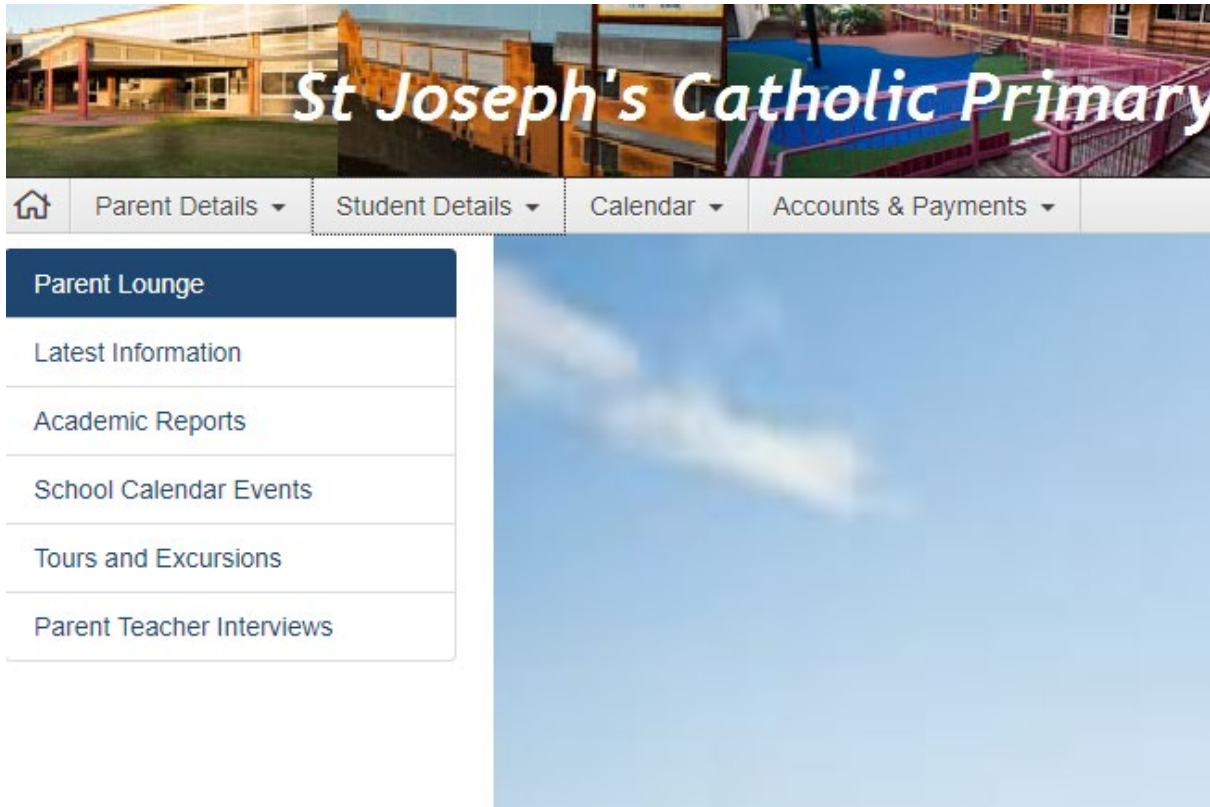 St Joseph's Catholic Primary
Parent Details Student Details Calendar Accounts & Payments
Parent Lounge
Latest Information
Academic Reports
School Calendar Events
Tours and Excursions
Parent Teacher Interviews